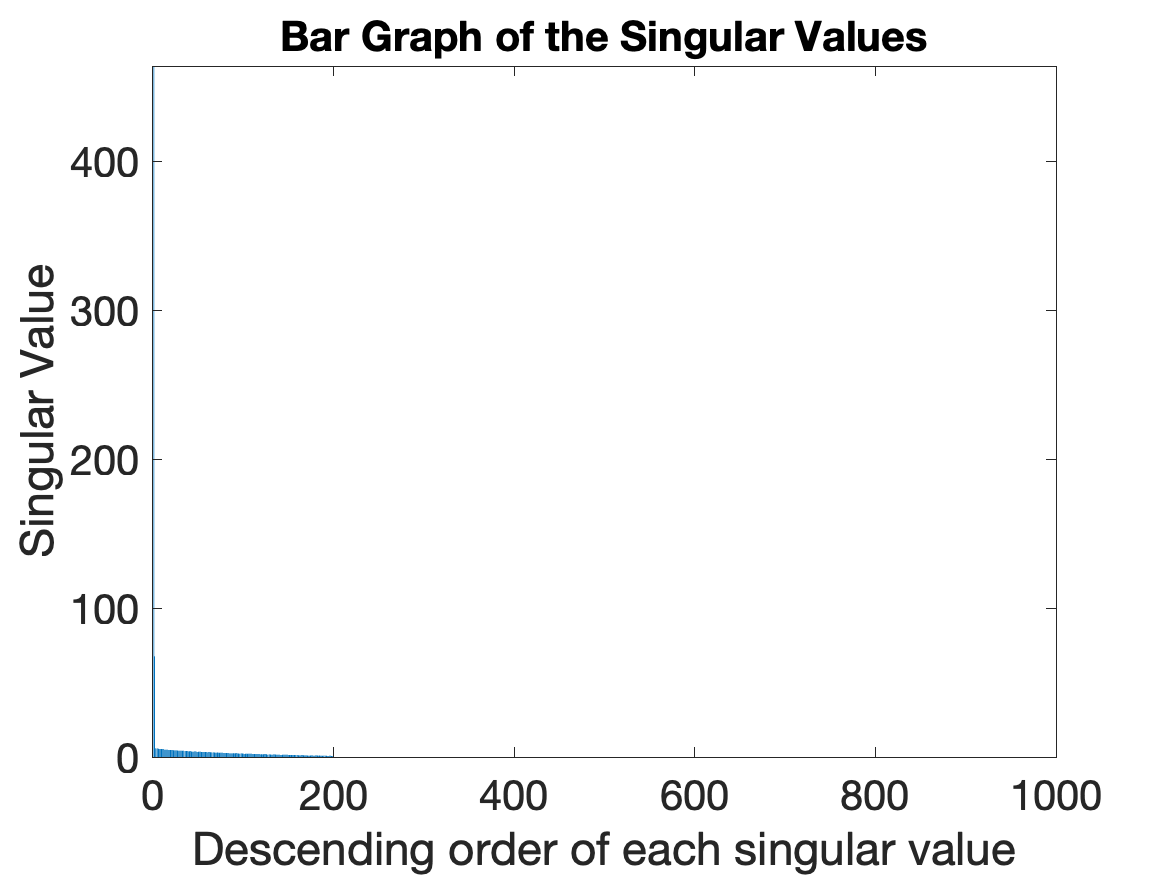 Bar Graph of the Singular Values
400
300
200
100
0
Singular Value
0 200 400 600 800 1000
Descending order of each singular value